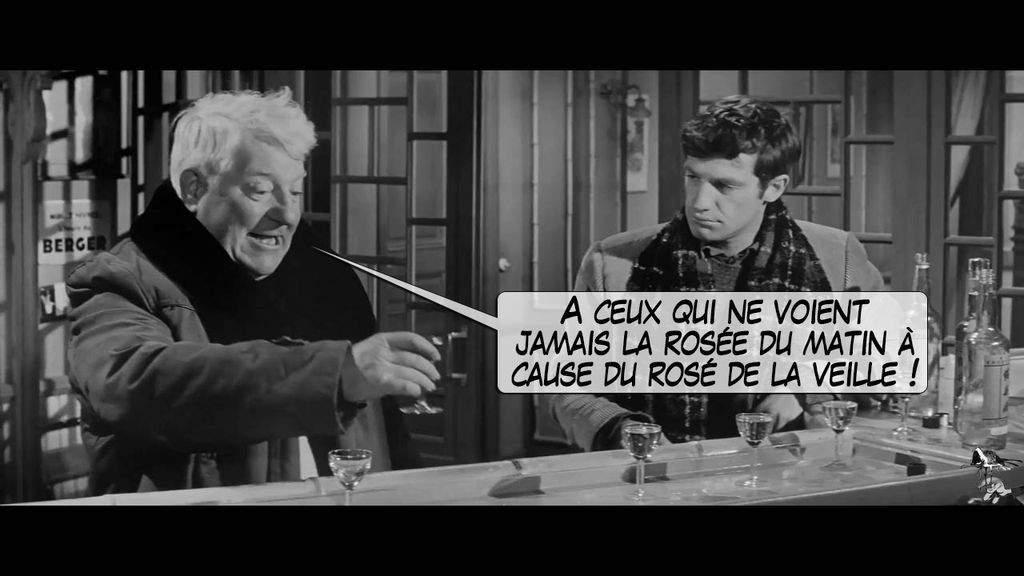 BERGER
A CEUX QUI NE VOIENT
JAMAIS LA ROSÉE DU MATIN À
CAUSE DU ROSÉ DE LA VEILLE !